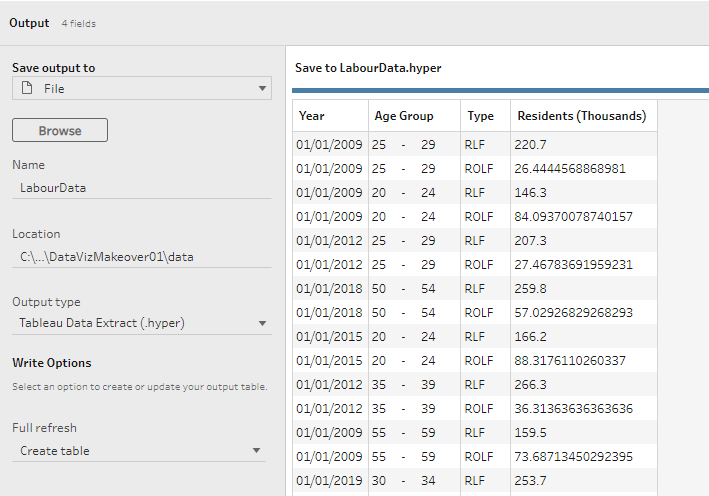 Output 4 fields
Save output to
File
Browse
Name
LabourData
Location
C:\...\DataVizMakeover01\data
Output type
Tableau Data Extract (.hyper)
Write Options
Select an option to create or update your output table.
Full refresh
Create table
Save to LabourData.hyper
Year Age Group Type Residents (Thousands)
01/01/2009 25 - 29 RLF 220.7
01/01/2009 25 - 29 ROLF 26.4444568868981
01/01/2009 20 - 24 RLF 146.3
01/01/2009 20 - 24 ROLF 84.09370078740157
01/01/2012 25 - 29 RLF 207.3
01/01/2012 25 - 29 ROLF 27.46783691959231
01/01/2018 50 - 54 RLF 259.8
01/01/2018 50 - 54 ROLF 57.02926829268293
01/01/2015 20 - 24 RLF 166.2
01/01/2015 20 - 24 ROLF 88.3176110260337
01/01/2012 35 - 39 RLF 266.3
01/01/2012 35 - 39 ROLF 36.31363636363636
01/01/2009 55 - 59 RLF 159.5
01/01/2009 55 - 59 ROLF 73.68713450292395
01/01/2019 30 - 34 RLF 253.7